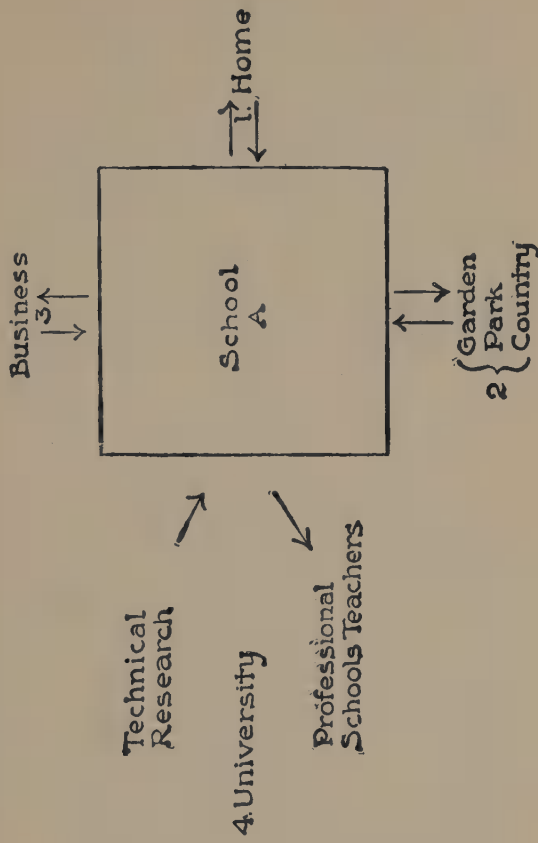 Business
3
1. Home
School
A
Technical
Research
4. University
Professional
Schools Teachers
Garden
2 { Park
Country